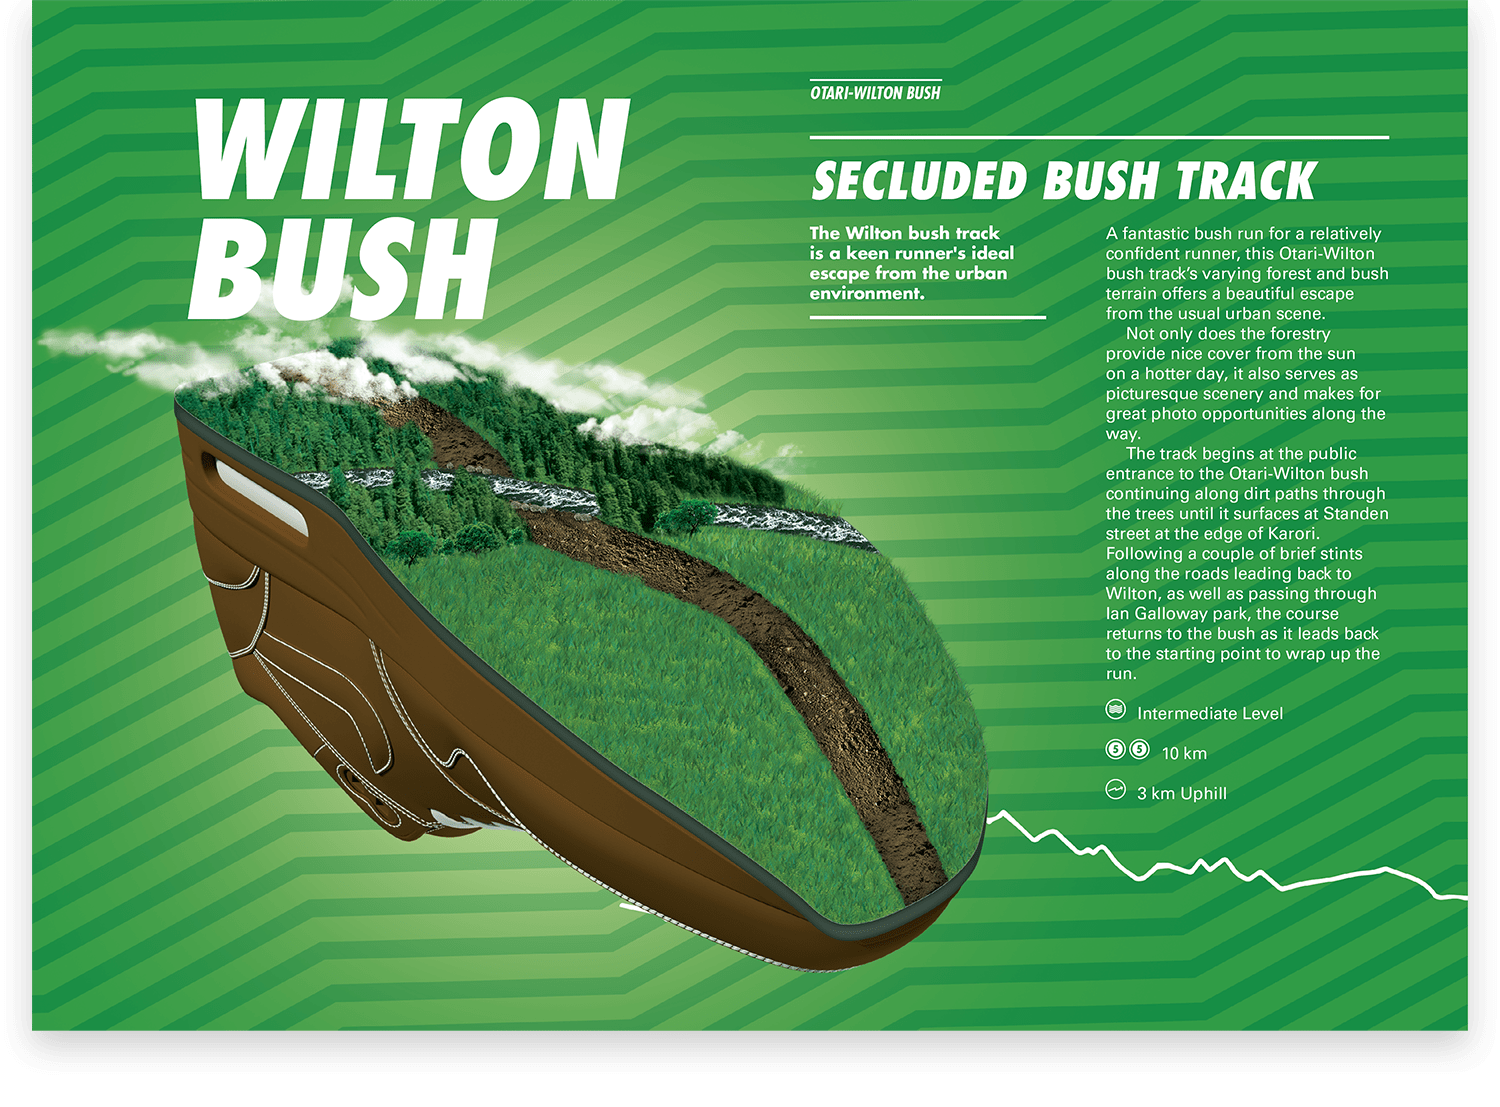 WILTON
BUSH
OTARI-WILTON BUSH
SECLUDED BUSH TRACK
The Wilton bush track
is a keen runner's ideal
escape from the urban
environment.
A fantastic bush run for a relatively
confident runner, this Otari-Wilton
bush track’s varying forest and bush
terrain offers a beautiful escape
from the usual urban scene.
Not only does the forestry
provide nice cover from the sun
on a hotter day, it also serves as
picturesque scenery and makes for
great photo opportunities along the
way.
The track begins at the public
entrance to the Otari-Wilton bush
continuing along dirt paths through
the trees until it surfaces at Standen
street at the edge of Karori.
Following a couple of brief stints
along the roads leading back to
Wilton, as well as passing through
Ian Galloway park, the course
returns to the bush as it leads back
to the starting point to wrap up the
run.
Intermediate Level
5 5 10 km
3 km Uphill